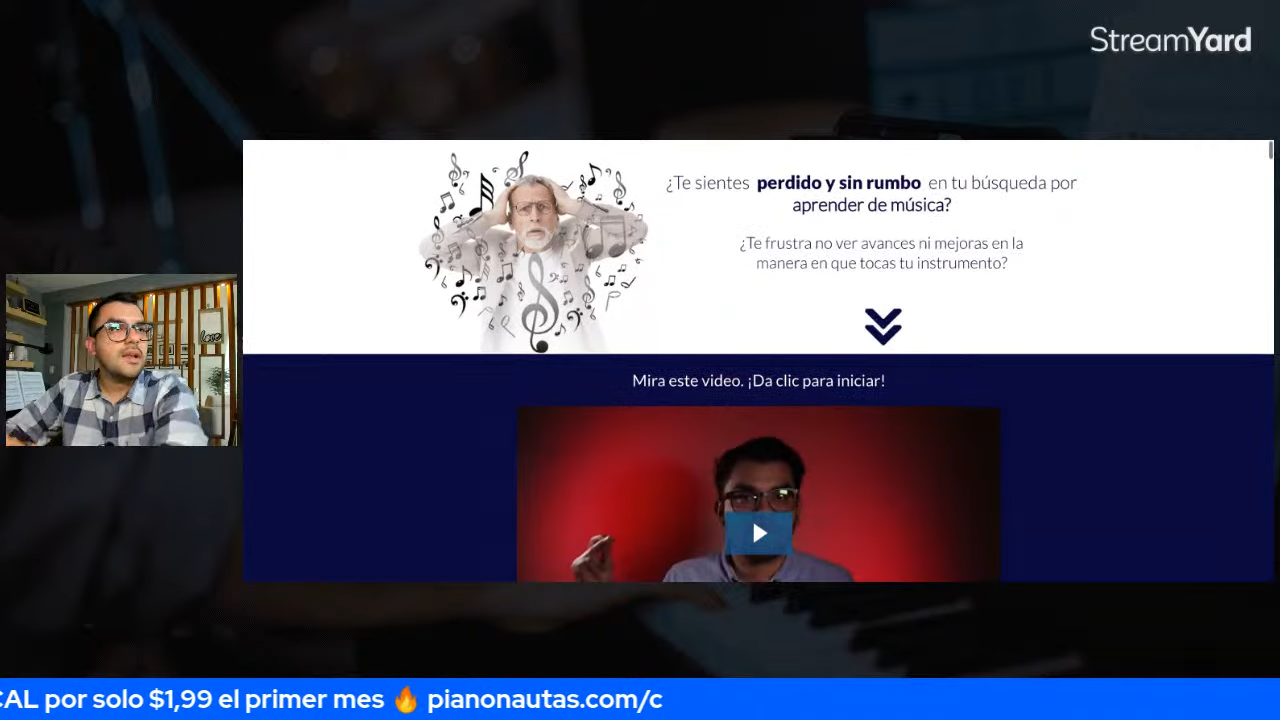 StreamYard
¿Te sientes perdido y sin rumbo en tu búsqueda por
aprender de música?
¿Te frustra no ver avances ni mejoras en la
manera en que tocas tu instrumento?
Mira este video. ¡Da clic para iniciar!
CAL por solo $1,99 el primer mes 🔥 pianonautas.com/c